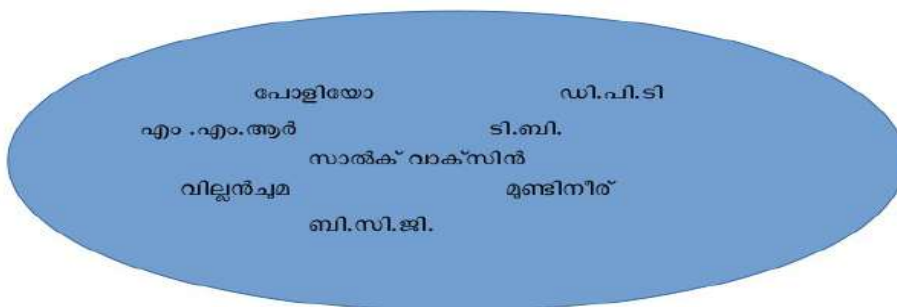 പോളിയോ ഡി.പി.ടി
എം .എം.ആർ ടി.ബി.
സാൽക് വാക്സിൻ
വില്ലൻചുമ മുണ്ടിനീര്
ബി.സി.ജി.